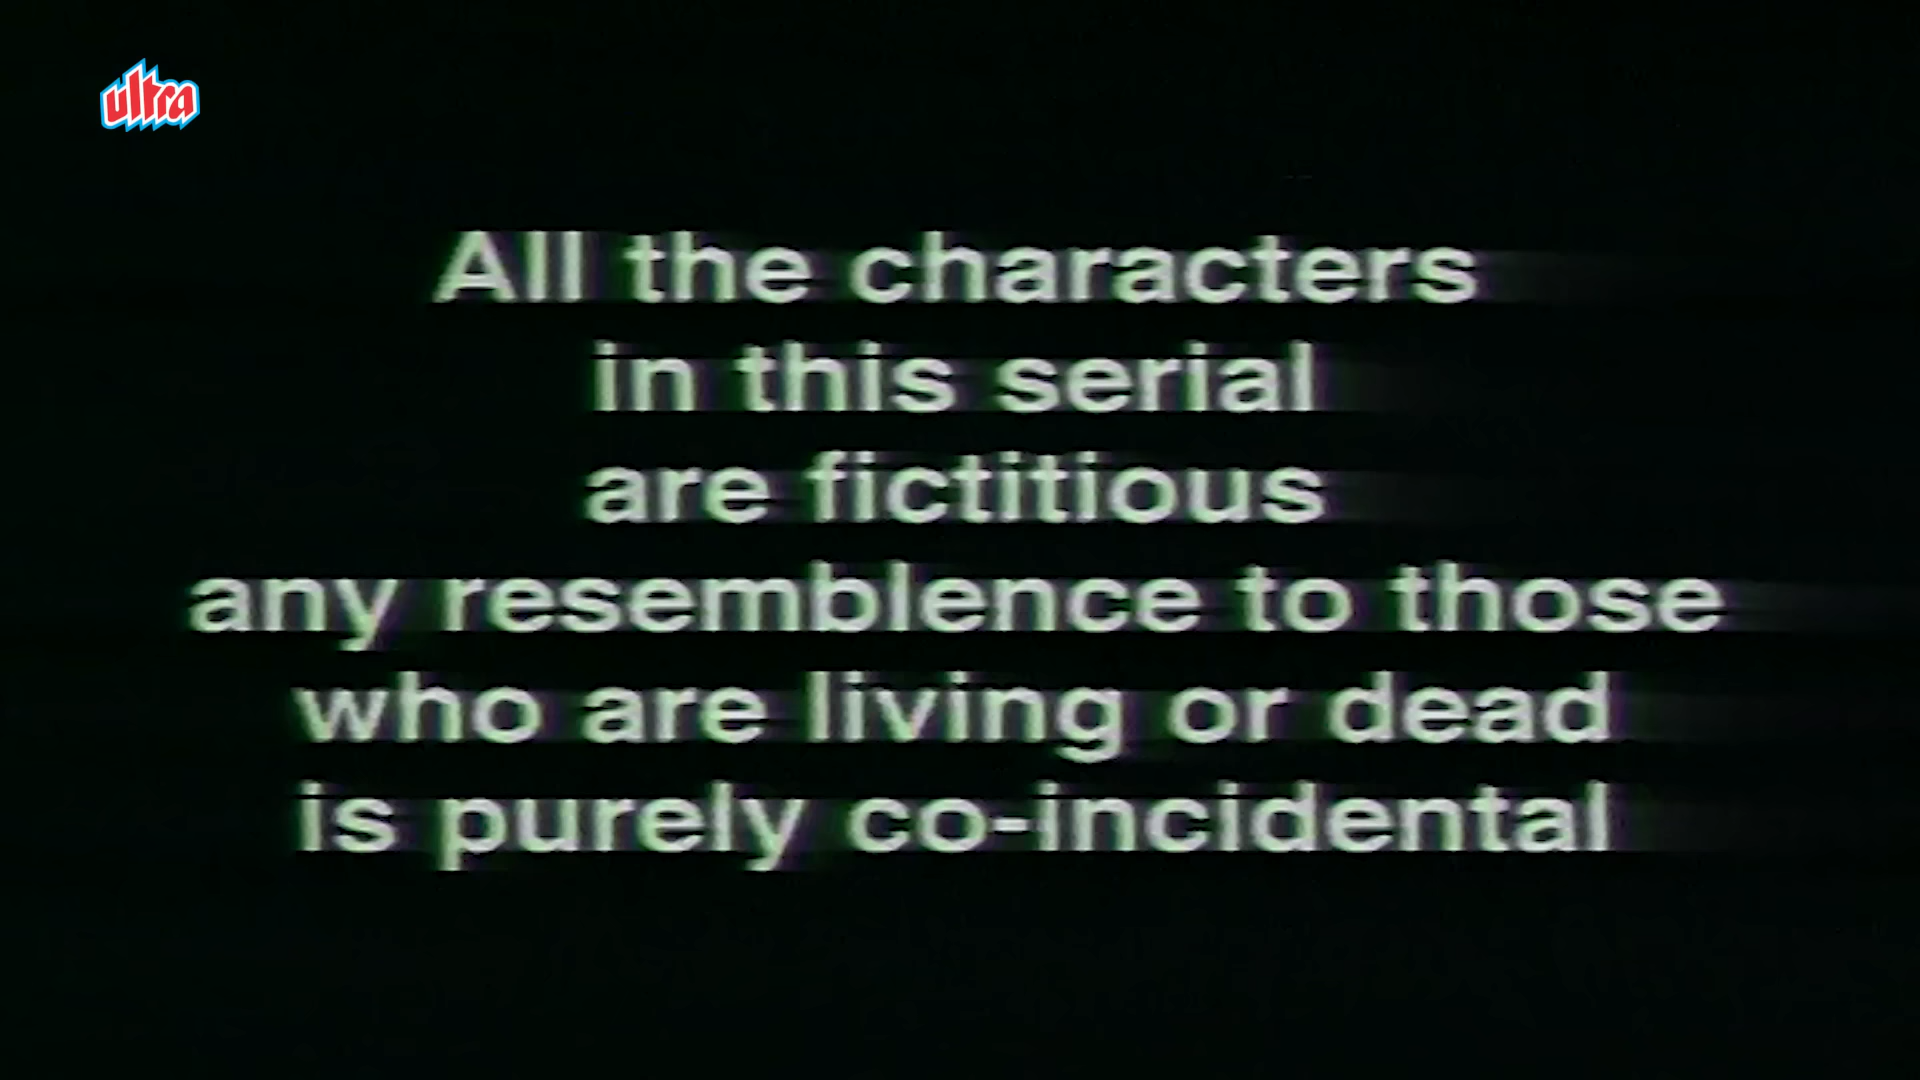 ultra
All the characters
in this serial
are fictitious
any resemblence to those
who are living or dead
is purely co-incidental